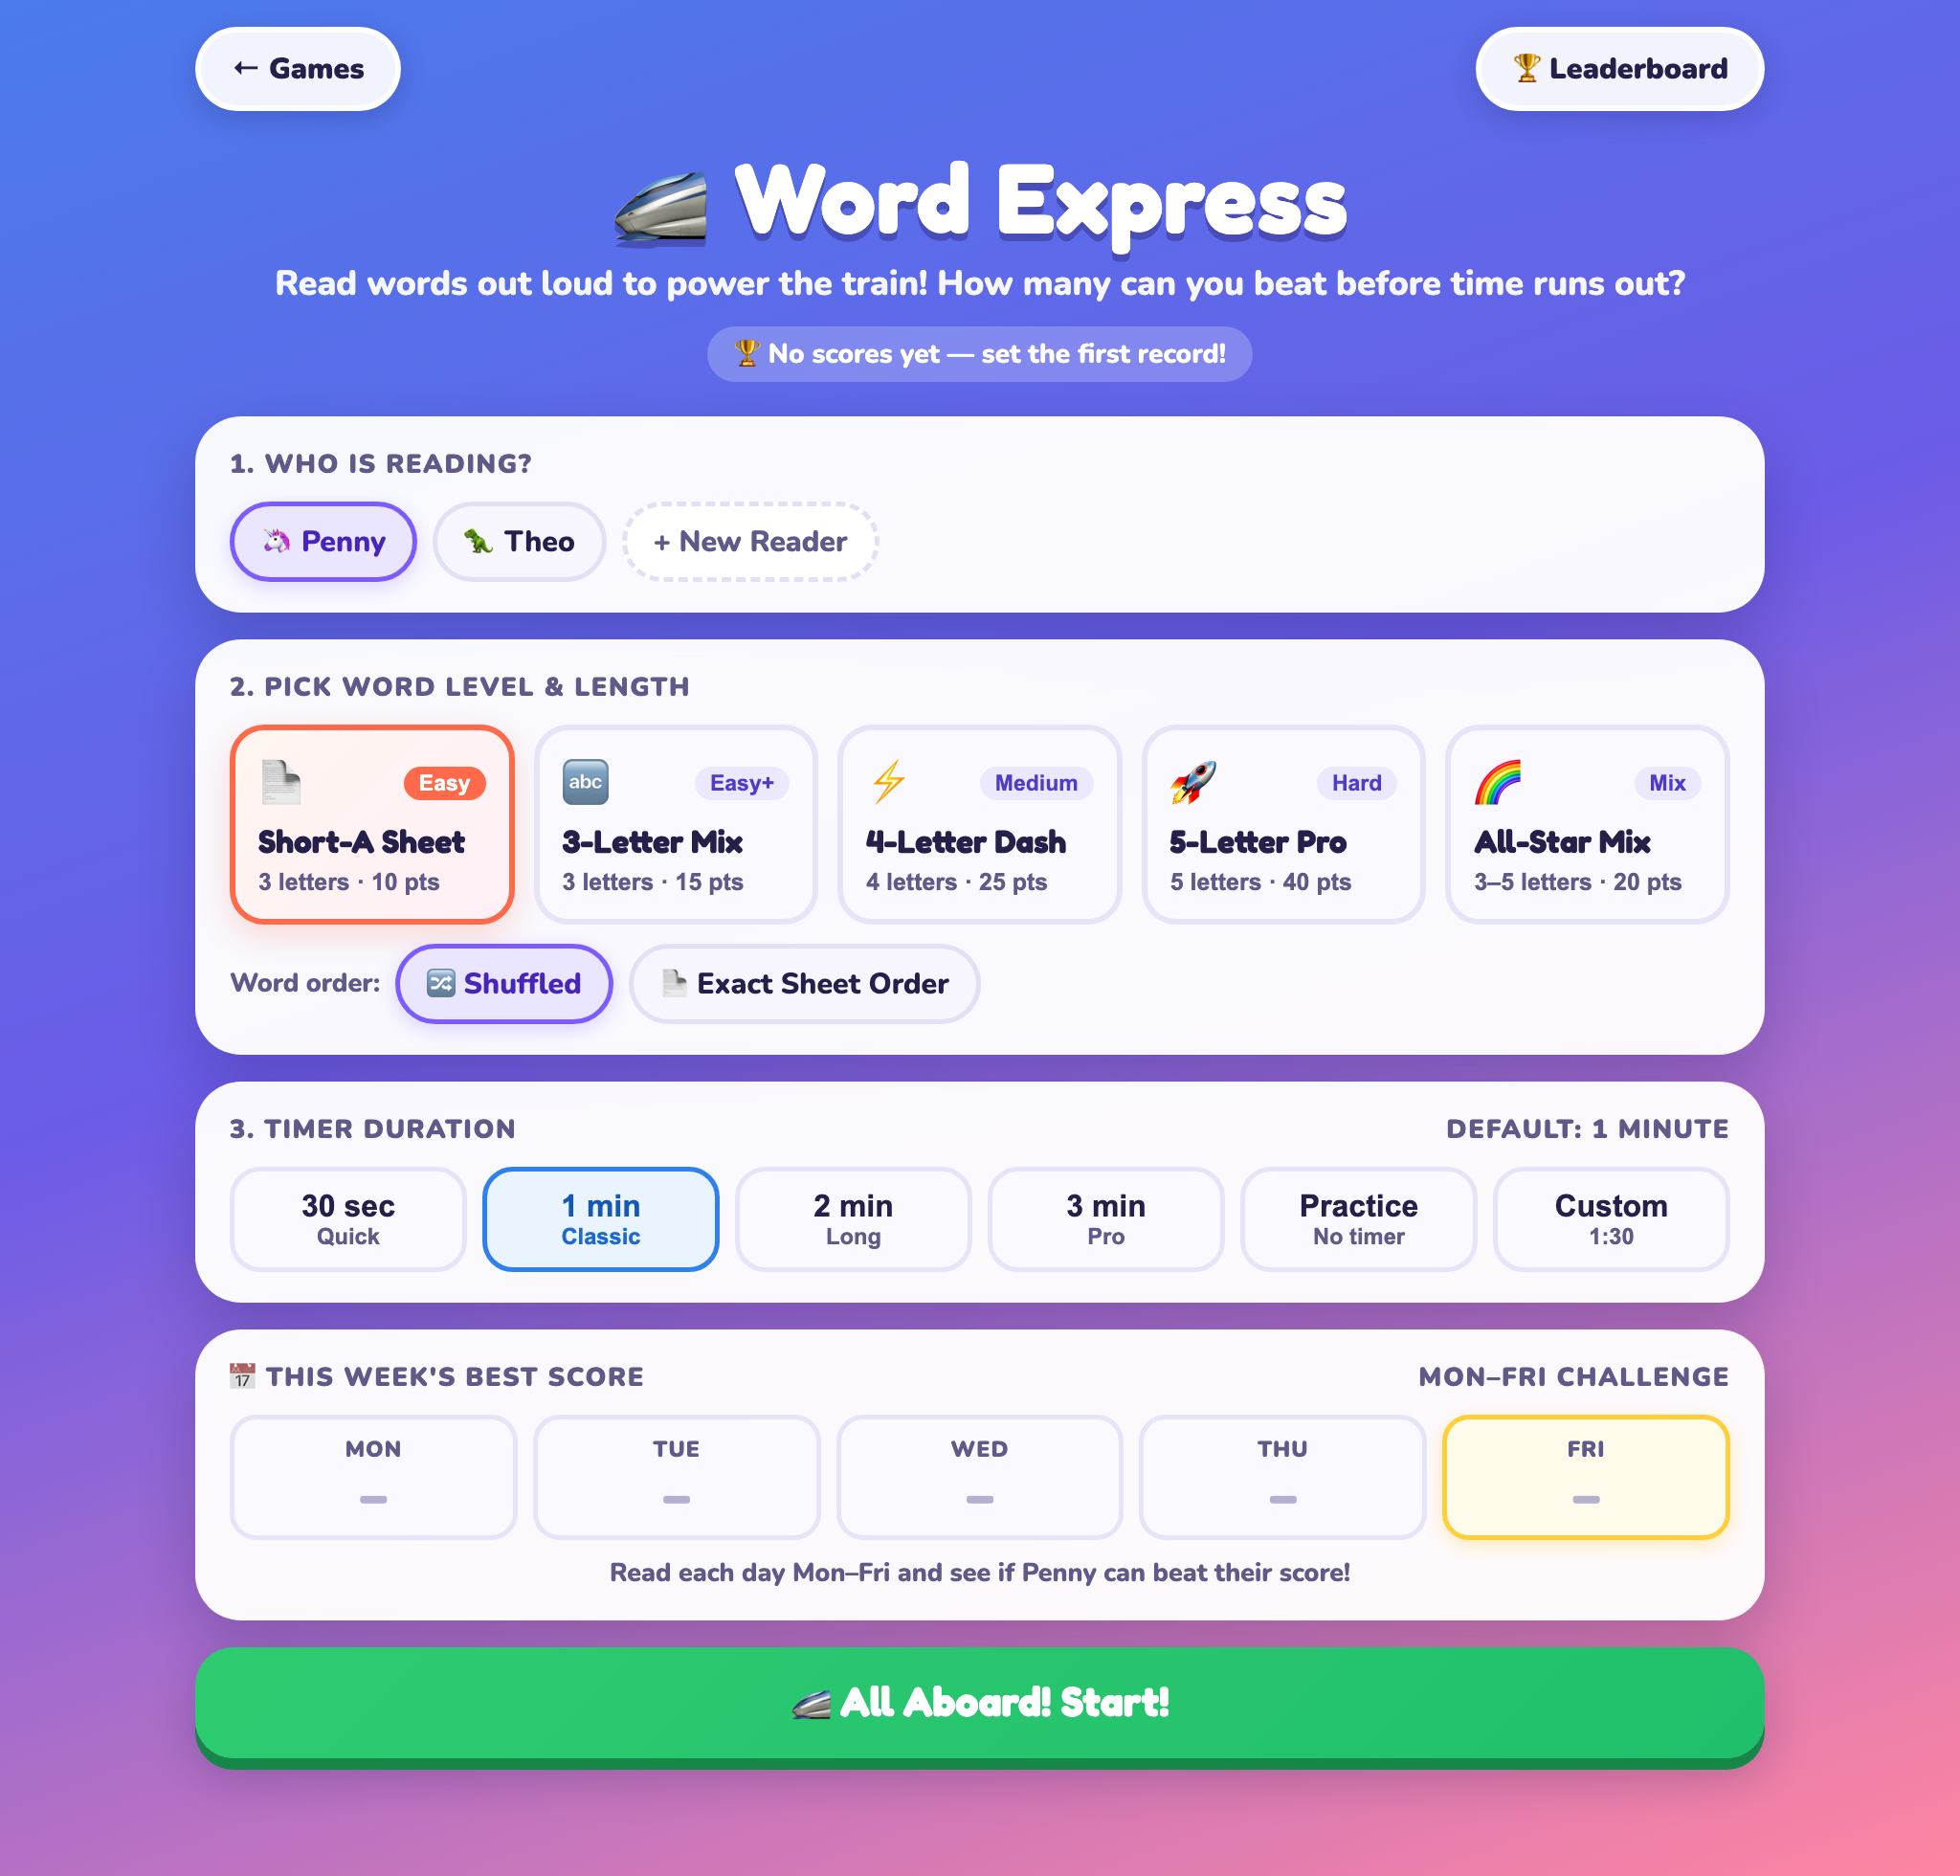 ← Games
🏆 Leaderboard
Word Express
Read words out loud to power the train! How many can you beat before time runs out?
🏆 No scores yet — set the first record!
1. WHO IS READING?
🦄 Penny
🦖 Theo
+ New Reader
2. PICK WORD LEVEL & LENGTH
Easy
Short-A Sheet
3 letters · 10 pts
abc
Easy+
3-Letter Mix
3 letters · 15 pts
Medium
4-Letter Dash
4 letters · 25 pts
Hard
5-Letter Pro
5 letters · 40 pts
Mix
All-Star Mix
3–5 letters · 20 pts
Word order:
🔀 Shuffled
📄 Exact Sheet Order
3. TIMER DURATION
DEFAULT: 1 MINUTE
30 sec
Quick
1 min
Classic
2 min
Long
3 min
Pro
Practice
No timer
Custom
1:30
📅 THIS WEEK'S BEST SCORE
MON–FRI CHALLENGE
MON
–
TUE
–
WED
–
THU
–
FRI
–
Read each day Mon–Fri and see if Penny can beat their score!
🚄 All Aboard! Start!